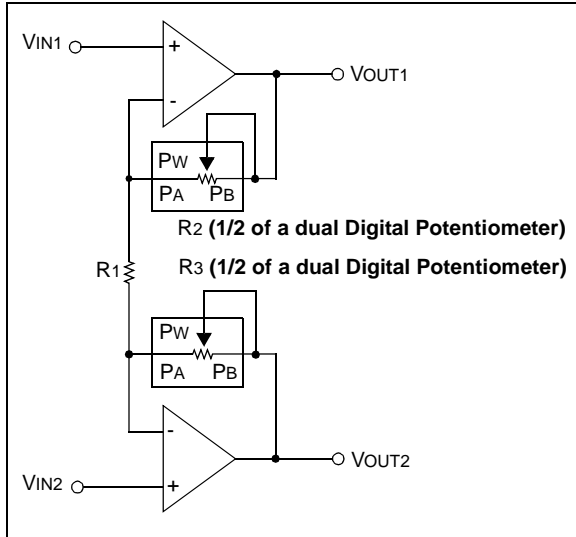 VIN1
+
VOUT1
-
PW
PA PB
R2 (1/2 of a dual Digital Potentiometer)
R1
R3 (1/2 of a dual Digital Potentiometer)
PW
PA PB
-
VOUT2
VIN2
+